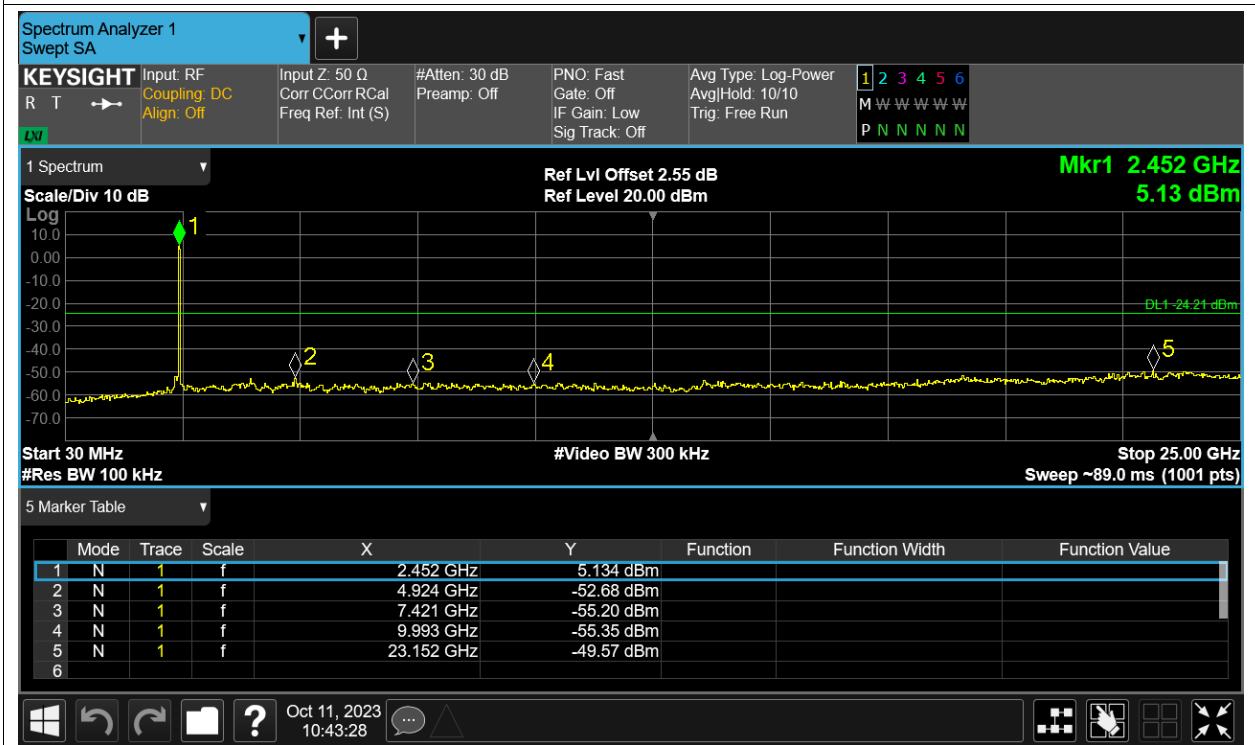 Spectrum Analyzer 1
Swept SA
KEYSIGHT
R T
LXI
Input: RF
Coupling: DC
Align: Off
Input Z: 50 Ω
Corr CCorr RCal
Freq Ref: Int (S)
#Atten: 30 dB
Preamp: Off
PNO: Fast
Gate: Off
IF Gain: Low
Sig Track: Off
Avg Type: Log-Power
Avg|Hold: 10/10
Trig: Free Run
1 2 3 4 5 6
M W W W W W
P N N N N N
1 Spectrum
Scale/Div 10 dB
Ref Lvl Offset 2.55 dB
Ref Level 20.00 dBm
Mkr1 2.452 GHz
5.13 dBm
Log
10.0
0.00
-10.0
-20.0
-30.0
-40.0
-50.0
-60.0
-70.0
1
2
3
4
5
DL1 -24.21 dBm
Start 30 MHz
#Res BW 100 kHz
#Video BW 300 kHz
Stop 25.00 GHz
Sweep ~89.0 ms (1001 pts)
5 Marker Table
Mode Trace Scale X Y Function Function Width Function Value
1 N 1 f 2.452 GHz 5.134 dBm
2 N 1 f 4.924 GHz -52.68 dBm
3 N 1 f 7.421 GHz -55.20 dBm
4 N 1 f 9.993 GHz -55.35 dBm
5 N 1 f 23.152 GHz -49.57 dBm
6
?
Oct 11, 2023
10:43:28